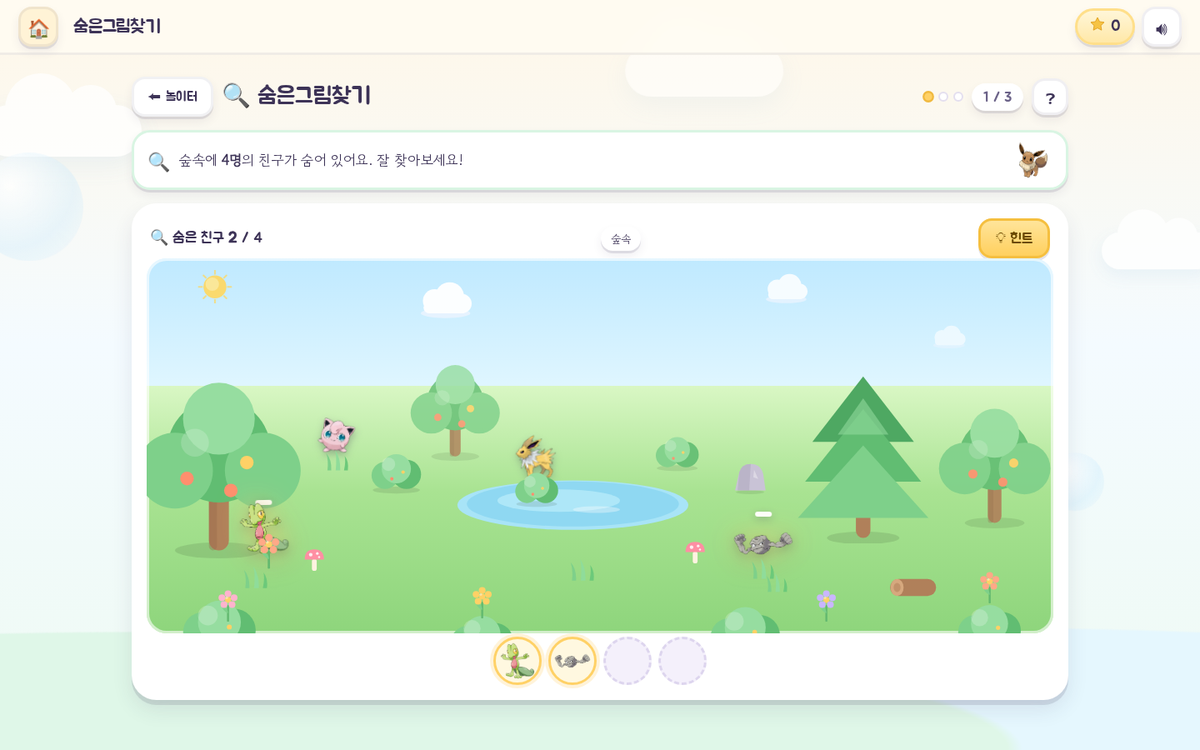 숨은그림찾기
0
놀이터
숨은그림찾기
1 / 3
?
숲속에 4명의 친구가 숨어 있어요. 잘 찾아보세요!
숨은 친구 2 / 4
숲속
힌트